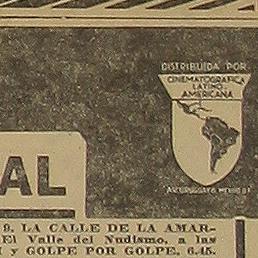 DISTRIBUIDA POR
CINEMATOGRAFICA
LATINO
AMERICANA
AL
9, LA CALLE DE LA AMAR-
El Valle del Nudismo, a las
y GOLPE POR GOLPE, 6.45.